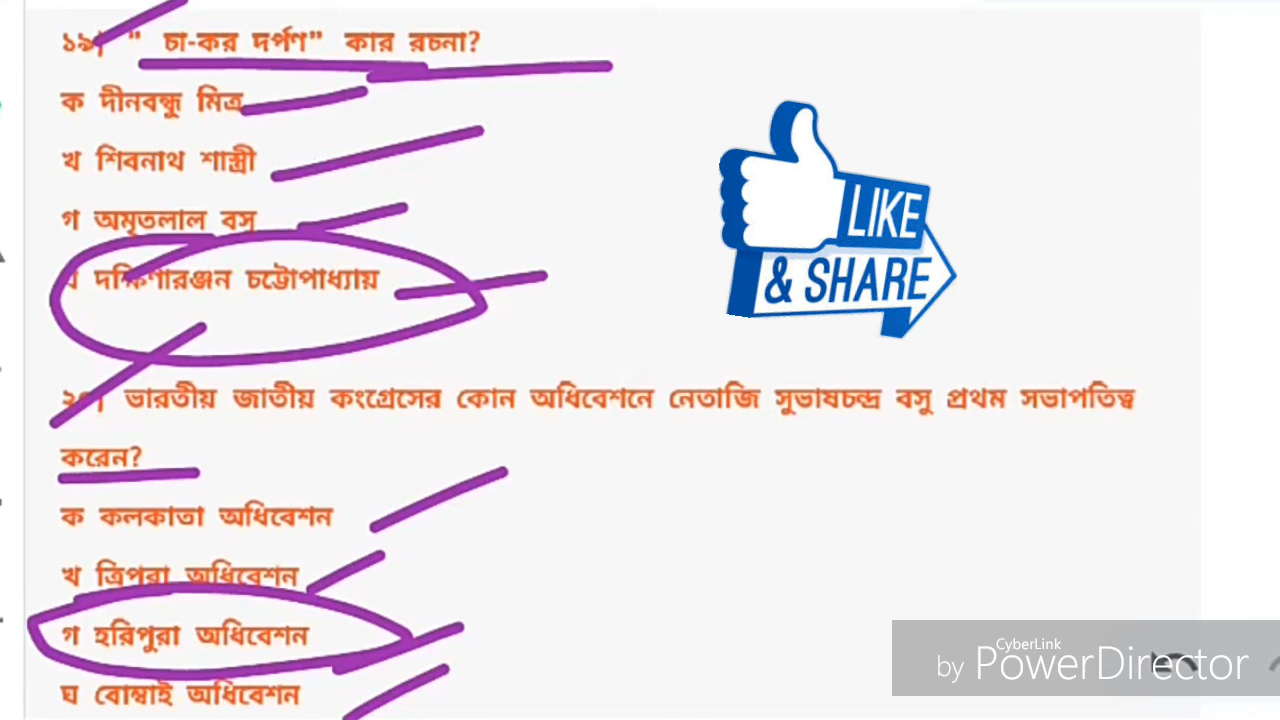 ১৯| " চা-কর দর্পণ" কার রচনা?
ক দীনবন্ধু মিত্র
খ শিবনাথ শাস্ত্রী
গ অমৃতলাল বসু
ঘ দক্ষিণারঞ্জন চট্টোপাধ্যায়
LIKE
& SHARE
২০| ভারতীয় জাতীয় কংগ্রেসের কোন অধিবেশনে নেতাজি সুভাষচন্দ্র বসু প্রথম সভাপতিত্ব
করেন?
ক কলকাতা অধিবেশন
খ ত্রিপুরা অধিবেশন
গ হরিপুরা অধিবেশন
ঘ বোম্বাই অধিবেশন
CyberLink
by PowerDirector